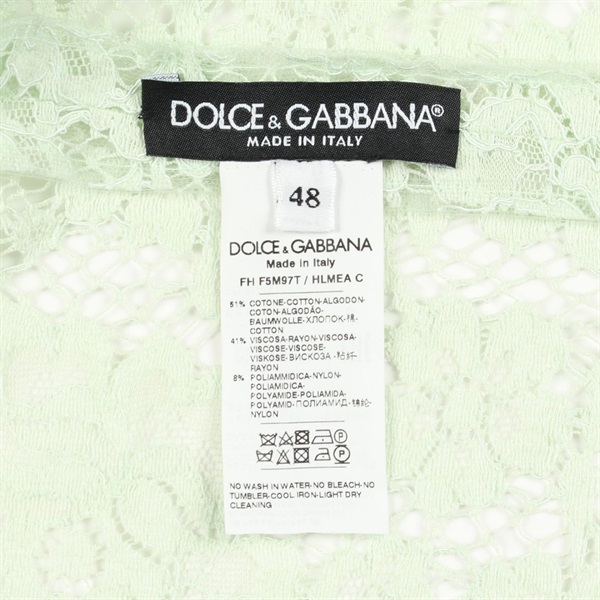 DOLCE & GABBANA®
MADE IN ITALY
48
DOLCE & GABBANA
Made in Italy
FH F5M97T / HLMEA C
51% COTONE-COTTON-ALGODON-
COTON-ALGODÃO-
BAUMWOLLE-ХЛОПОК-棉-
COTTON
41% VISCOSA-RAYON-VISCOSA-
VISCOSE-VISCOSE-
VISKOSE-ВИСКОЗА-粘纤-
RAYON
8% POLIAMMIDICA-NYLON-
POLIAMIDICA-
POLYAMIDE-POLIAMIDA-
POLYAMID-ПОЛИАМИД-锦纶-
NYLON
P
NO WASH IN WATER-NO BLEACH-NO
TUMBLER-COOL IRON-LIGHT DRY
CLEANING